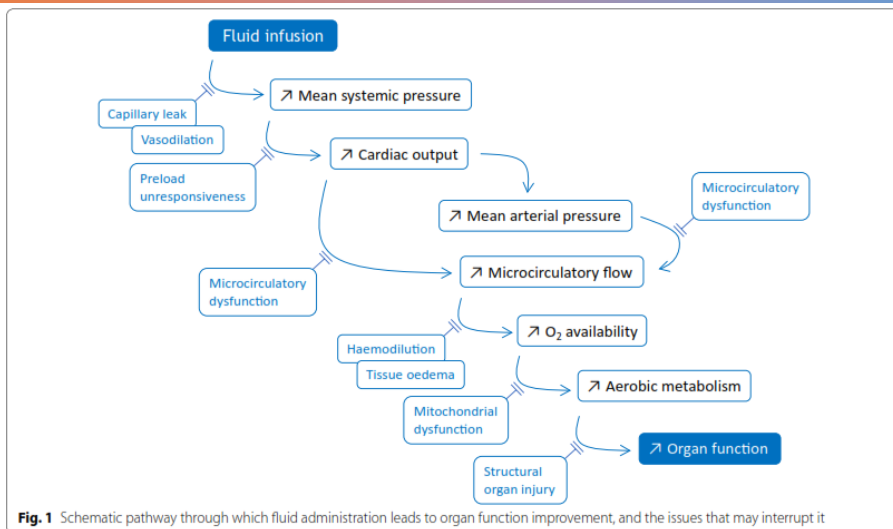 Fluid infusion
↗ Mean systemic pressure
Capillary leak
Vasodilation
↗ Cardiac output
Preload
unresponsiveness
Microcirculatory
dysfunction
↗ Mean arterial pressure
↗ Microcirculatory flow
Microcirculatory
dysfunction
↗ O₂ availability
Haemodilution
Tissue oedema
↗ Aerobic metabolism
Mitochondrial
dysfunction
↗ Organ function
Structural
organ injury
Fig. 1 Schematic pathway through which fluid administration leads to organ function improvement, and the issues that may interrupt it